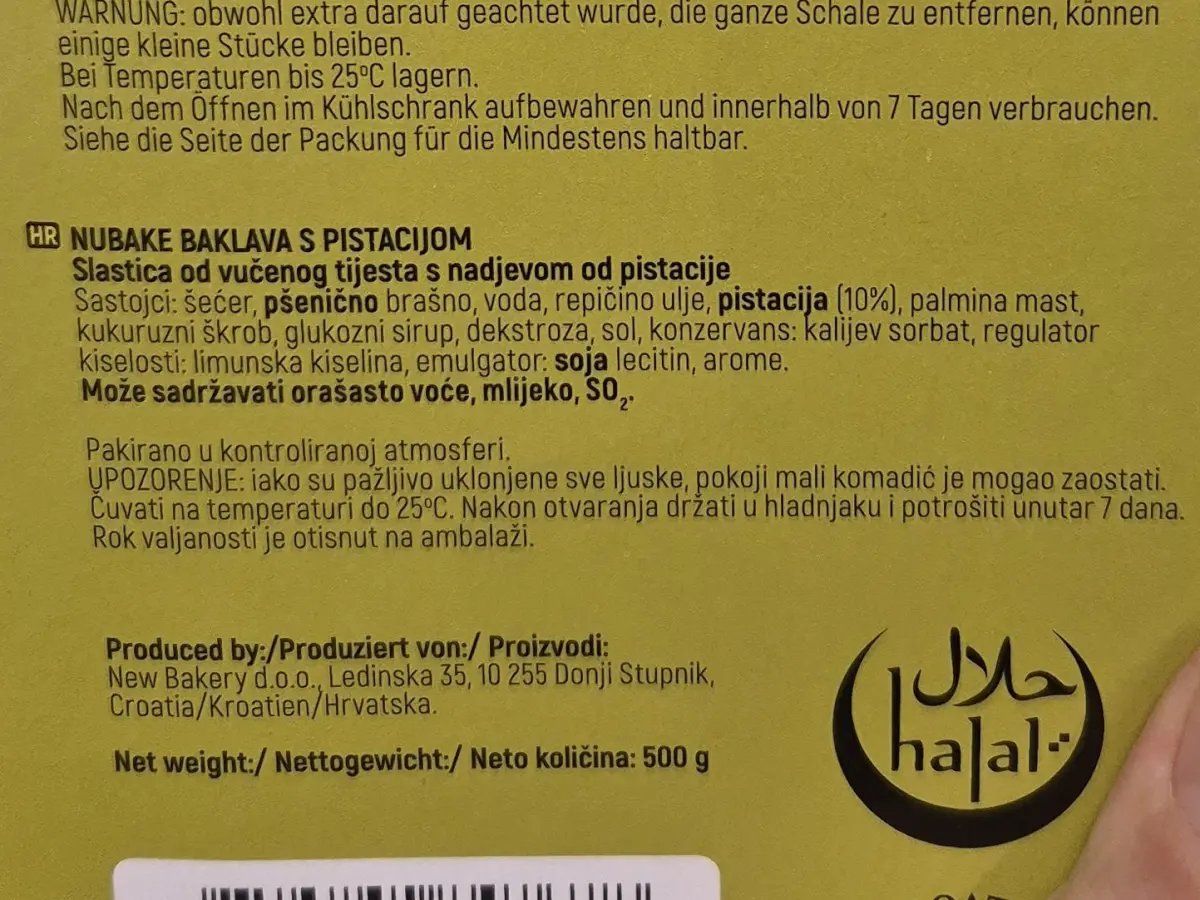 WARNUNG: obwohl extra darauf geachtet wurde, die ganze Schale zu entfernen, können
einige kleine Stücke bleiben.
Bei Temperaturen bis 25ºC lagern.
Nach dem Öffnen im Kühlschrank aufbewahren und innerhalb von 7 Tagen verbrauchen.
Siehe die Seite der Packung für die Mindestens haltbar.
HR NUBAKE BAKLAVA S PISTACIJOM
Slastica od vučenog tijesta s nadjevom od pistacije
Sastojci: šećer, pšenično brašno, voda, repičino ulje, pistacija (10%), palmina mast,
kukuruzni škrob, glukozni sirup, dekstroza, sol, konzervans: kalijev sorbat, regulator
kiselosti: limunska kiselina, emulgator: soja lecitin, arome.
Može sadržavati orašasto voće, mlijeko, SO₂.
Pakirano u kontroliranoj atmosferi.
UPOZORENJE: iako su pažljivo uklonjene sve ljuske, pokoji mali komadić je mogao zaostati.
Čuvati na temperaturi do 25ºC. Nakon otvaranja držati u hladnjaku i potrošiti unutar 7 dana.
Rok valjanosti je otisnut na ambalaži.
Produced by:/Produziert von:/ Proizvodi:
New Bakery d.o.o., Ledinska 35, 10 255 Donji Stupnik,
Croatia/Kroatien/Hrvatska.
Net weight:/ Nettogewicht:/ Neto količina: 500 g
حلال
halal